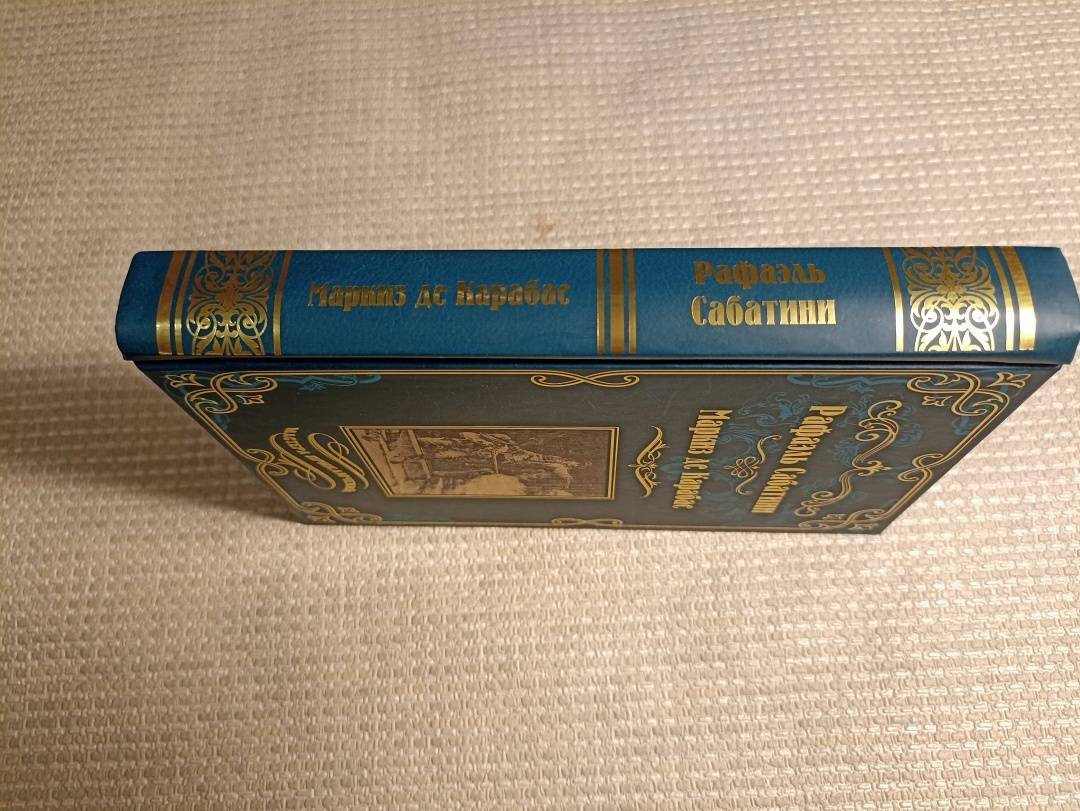 Маркиз де Карабас
Рафаэль
Сабатини
Рафаэль Сабатини
Маркиз де Карабас